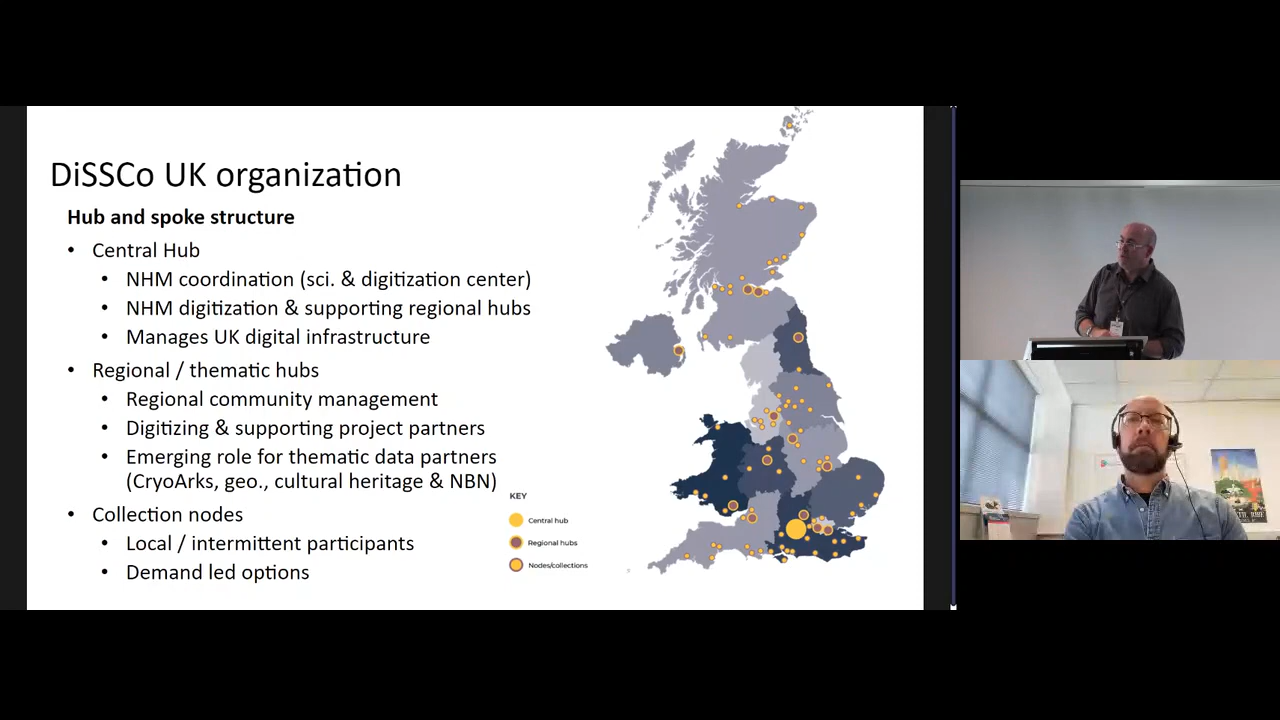 DiSSCo UK organization
Hub and spoke structure
• Central Hub
• NHM coordination (sci. & digitization center)
• NHM digitization & supporting regional hubs
• Manages UK digital infrastructure
• Regional / thematic hubs
• Regional community management
• Digitizing & supporting project partners
• Emerging role for thematic data partners
(CryoArks, geo., cultural heritage & NBN)
• Collection nodes
• Local / intermittent participants
• Demand led options
KEY
Central hub
Regional hubs
Nodes/collections